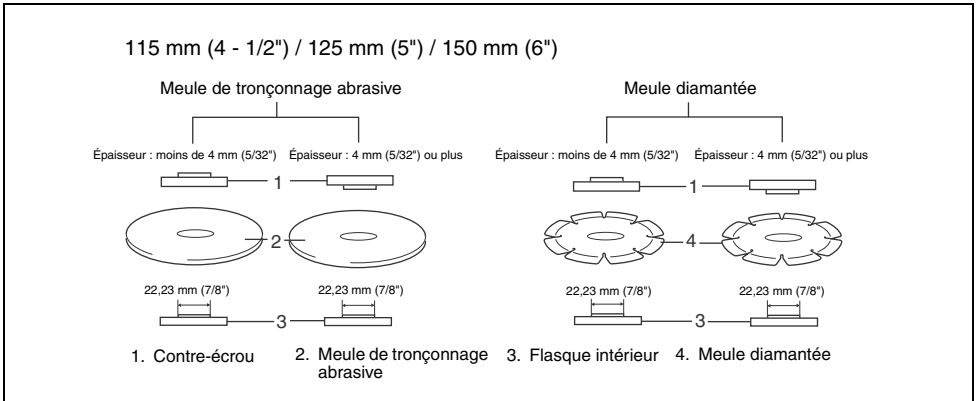 115 mm (4 - 1/2") / 125 mm (5") / 150 mm (6")
Meule de tronçonnage abrasive
Meule diamantée
Épaisseur : moins de 4 mm (5/32")
Épaisseur : 4 mm (5/32") ou plus
Épaisseur : moins de 4 mm (5/32")
Épaisseur : 4 mm (5/32") ou plus
1
1
2
4
22,23 mm (7/8")
22,23 mm (7/8")
22,23 mm (7/8")
22,23 mm (7/8")
3
3
1. Contre-écrou
2. Meule de tronçonnage
abrasive
3. Flasque intérieur
4. Meule diamantée